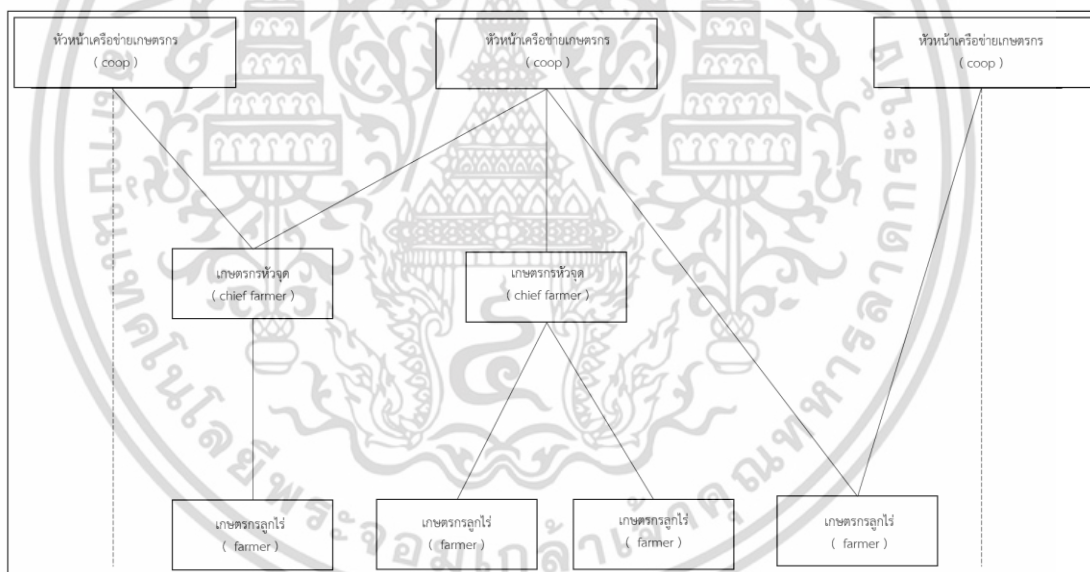 หัวหน้าเครือข่ายเกษตรกร
( coop )
หัวหน้าเครือข่ายเกษตรกร
( coop )
หัวหน้าเครือข่ายเกษตรกร
( coop )
เกษตรกรหัวจุด
( chief farmer )
เกษตรกรหัวจุด
( chief farmer )
เกษตรกรลูกไร่
( farmer )
เกษตรกรลูกไร่
( farmer )
เกษตรกรลูกไร่
( farmer )
เกษตรกรลูกไร่
( farmer )